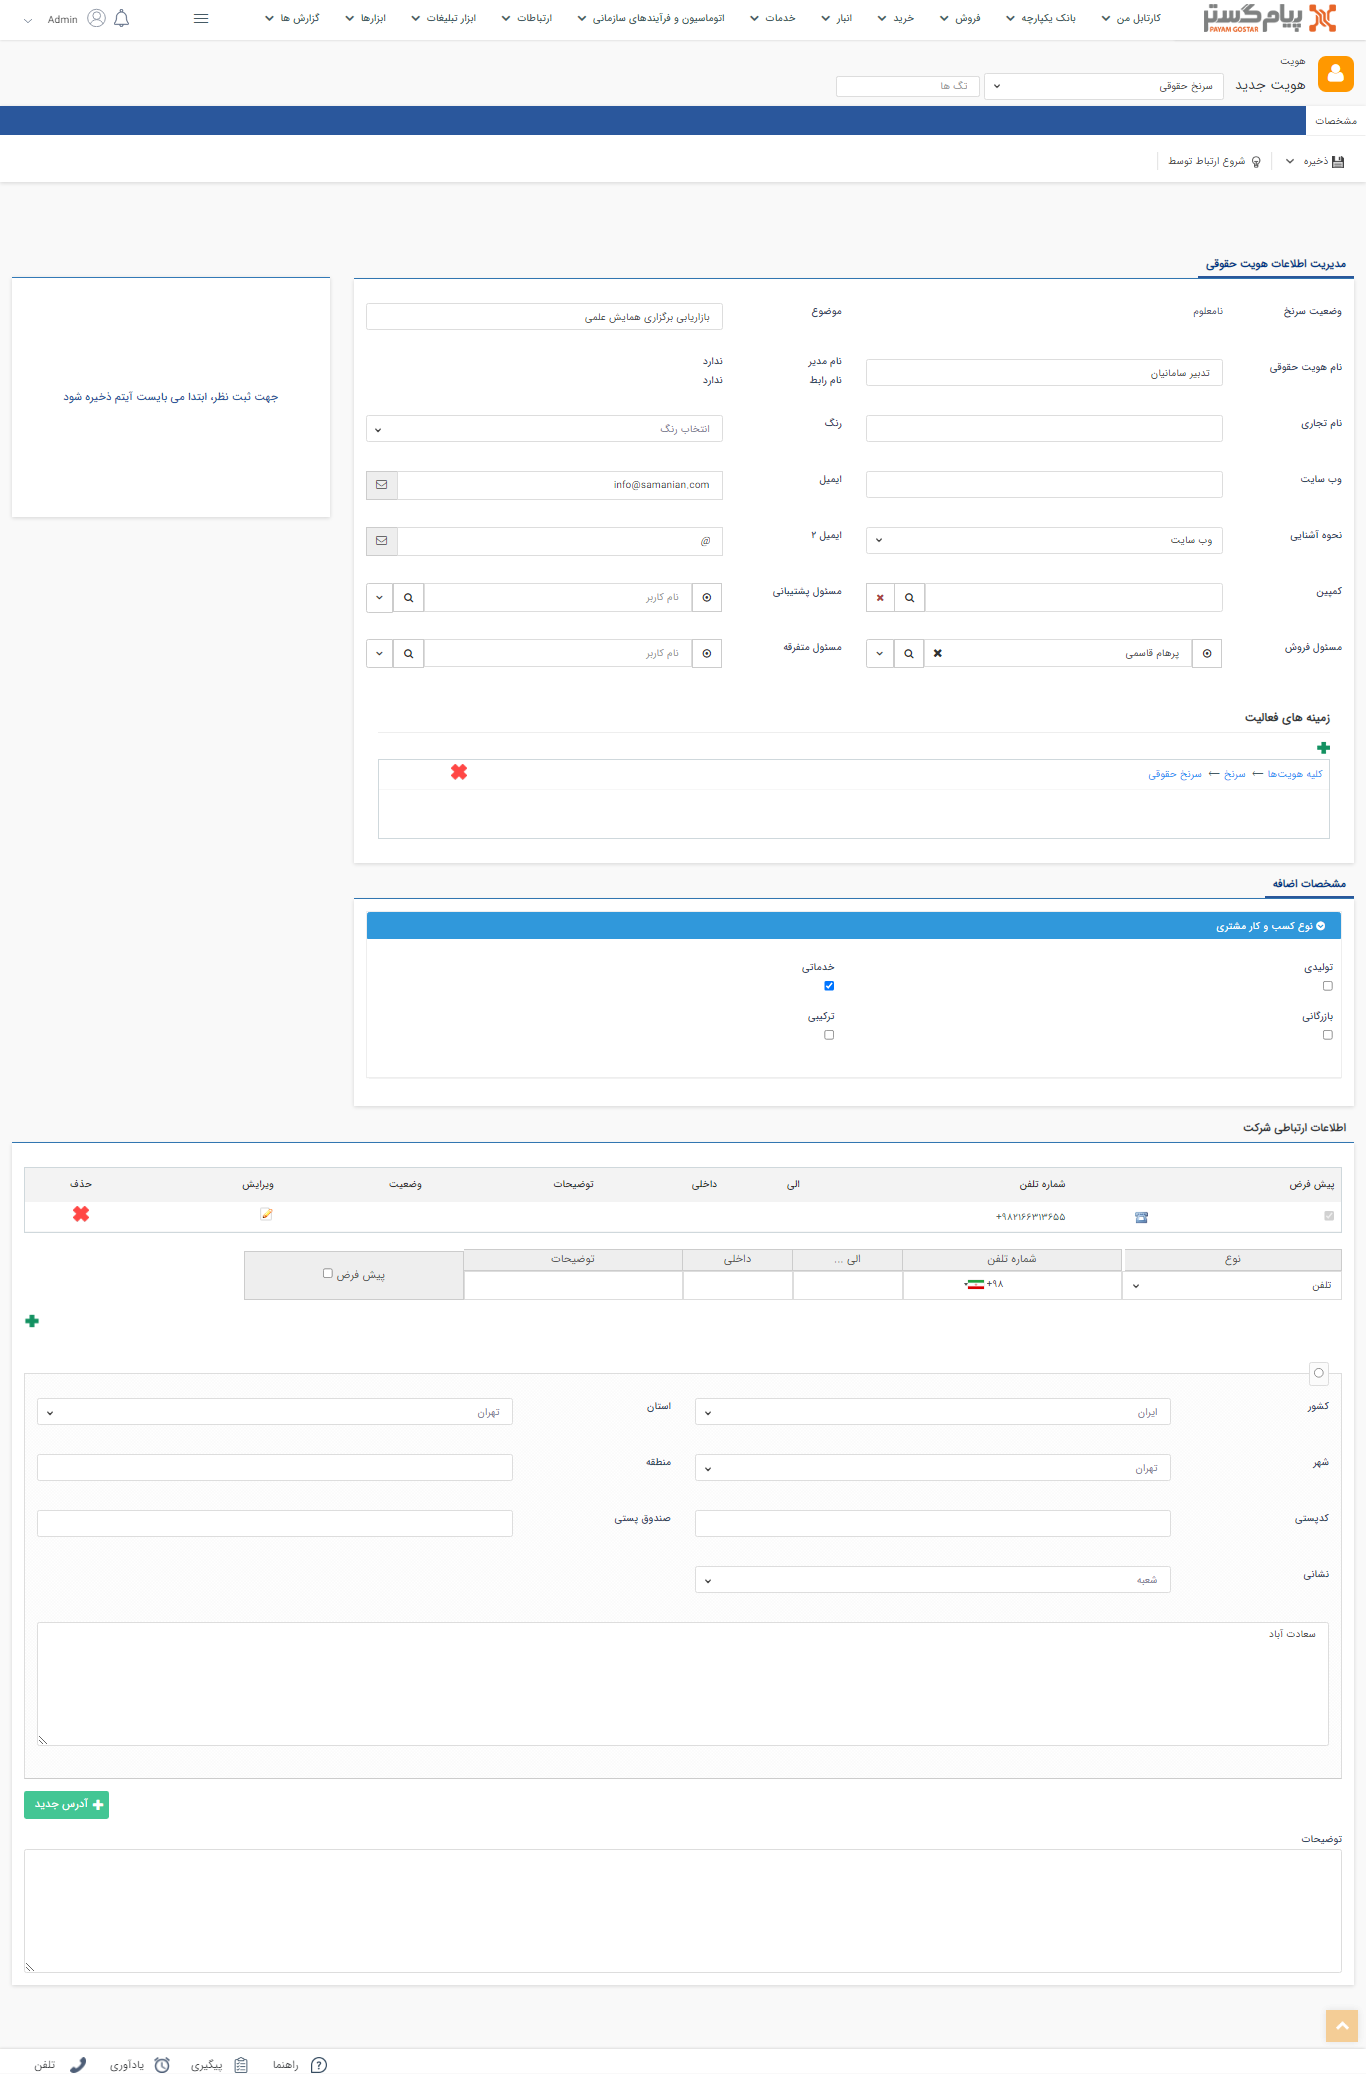 پیام گستر
PAYAM GOSTAR
کارتابل من
بانک یکپارچه
فروش
خرید
انبار
خدمات
اتوماسیون و فرآیندهای سازمانی
ارتباطات
ابزار تبلیغات
ابزارها
گزارش ها
Admin
هویت
هویت جدید
سرنخ حقوقی
تگ ها
مشخصات
ذخیره
شروع ارتباط توسط
مدیریت اطلاعات هویت حقوقی
وضعیت سرنخ
نامعلوم
موضوع
بازاریابی برگزاری همایش علمی
نام هویت حقوقی
تدبیر سامانیان
نام مدیر
ندارد
نام رابط
ندارد
نام تجاری
رنگ
انتخاب رنگ
وب سایت
ایمیل
info@samanian.com
نحوه آشنایی
وب سایت
ایمیل ۲
@
کمپین
مسئول پشتیبانی
نام کاربر
مسئول فروش
پرهام قاسمی
مسئول متفرقه
نام کاربر
جهت ثبت نظر، ابتدا می بایست آیتم ذخیره شود
زمینه های فعالیت
کلیه هویت‌ها ← سرنخ ← سرنخ حقوقی
مشخصات اضافه
نوع کسب و کار مشتری
تولیدی
خدماتی
بازرگانی
ترکیبی
اطلاعات ارتباطی شرکت
پیش فرض
شماره تلفن
الی
داخلی
توضیحات
وضعیت
ویرایش
حذف
+۹۸۲۱۶۶۳۱۳۶۵۵
نوع
شماره تلفن
الی ...
داخلی
توضیحات
پیش فرض
تلفن
+۹۸
کشور
ایران
استان
تهران
شهر
تهران
منطقه
کدپستی
صندوق پستی
نشانی
شعبه
سعادت آباد
آدرس جدید
توضیحات
راهنما
پیگیری
یادآوری
تلفن